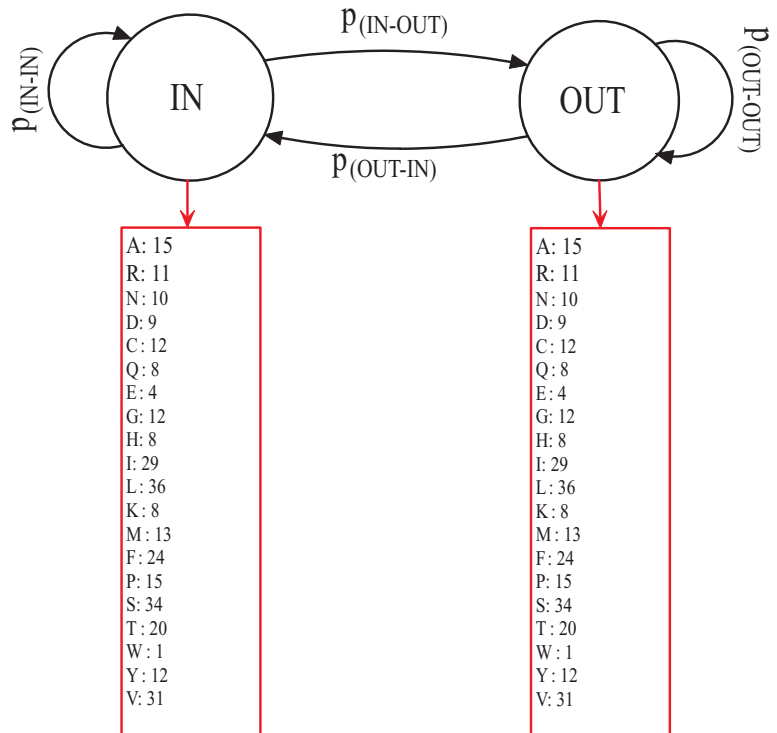 p(IN-OUT)
p(IN-IN)
IN
OUT
p(OUT-OUT)
p(OUT-IN)
A: 15
R: 11
N: 10
D: 9
C: 12
Q: 8
E: 4
G: 12
H: 8
I: 29
L: 36
K: 8
M: 13
F: 24
P: 15
S: 34
T: 20
W: 1
Y: 12
V: 31
A: 15
R: 11
N: 10
D: 9
C: 12
Q: 8
E: 4
G: 12
H: 8
I: 29
L: 36
K: 8
M: 13
F: 24
P: 15
S: 34
T: 20
W: 1
Y: 12
V: 31